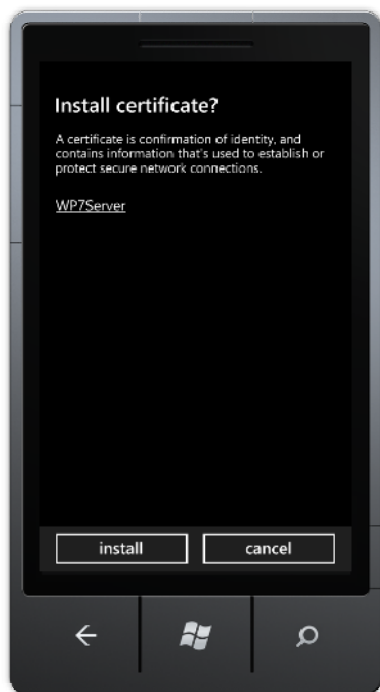 Install certificate?
A certificate is confirmation of identity, and
contains information that's used to establish or
protect secure network connections.
WP7Server
install
cancel